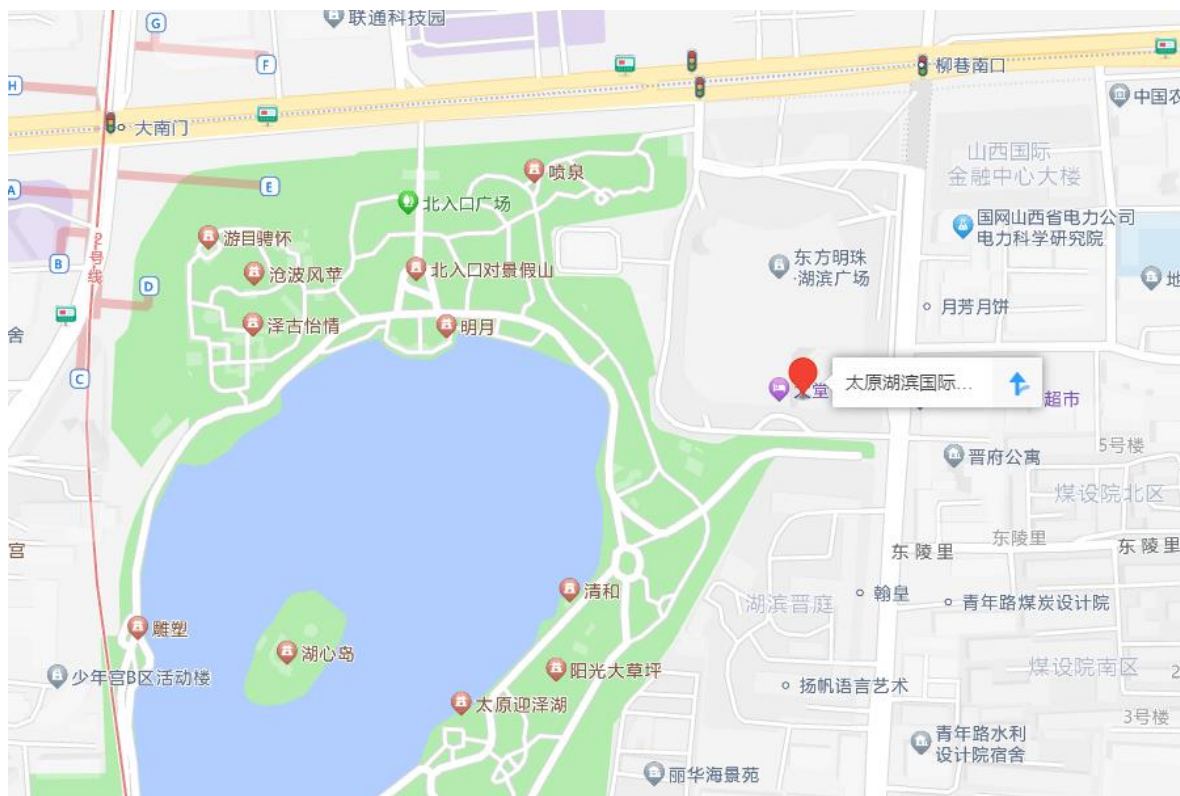 联通科技园
G
F
柳巷南口
H
中国农
大南门
山西国际
金融中心大楼
喷泉
A
E
北入口广场
国网山西省电力公司
电力科学研究院
游目骋怀
2号线
B
沧波风苹
北入口对景假山
东方明珠
·湖滨广场
地
D
月芳月饼
泽古怡情
明月
舍
C
太原湖滨国际...
堂
超市
晋府公寓
5号楼
煤设院北区
宫
东陵里
东陵里
东陵里
清和
湖滨晋庭
翰皇
青年路煤炭设计院
雕塑
湖心岛
阳光大草坪
煤设院南区
2
少年宫B区活动楼
扬帆语言艺术
太原迎泽湖
3号楼
青年路水利
设计院宿舍
丽华海景苑